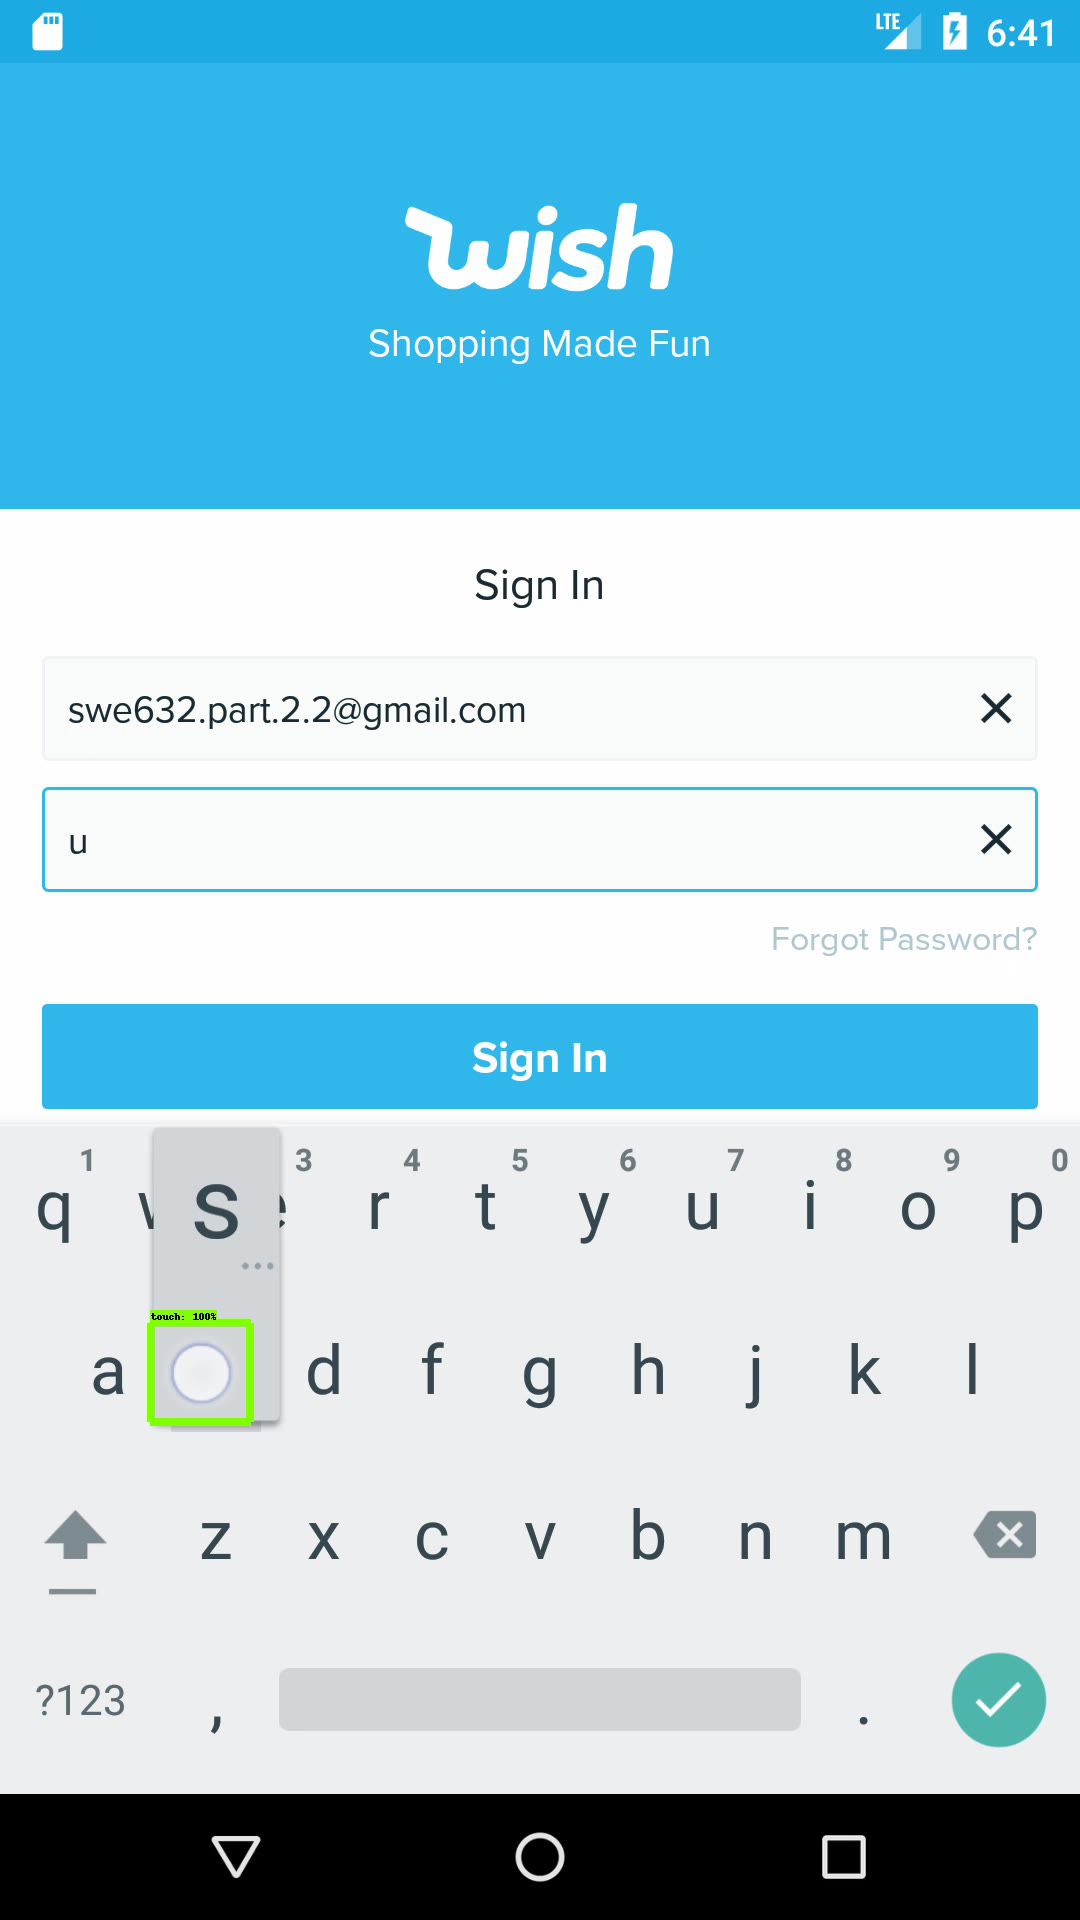 LTE 6:41
wish
Shopping Made Fun
Sign In
swe632.part.2.2@gmail.com
u
Forgot Password?
Sign In
1 3 4 5 6 7 8 9 0
q w s e r t y u i o p
touch: 100%
a d f g h j k l
z x c v b n m
?123 , .